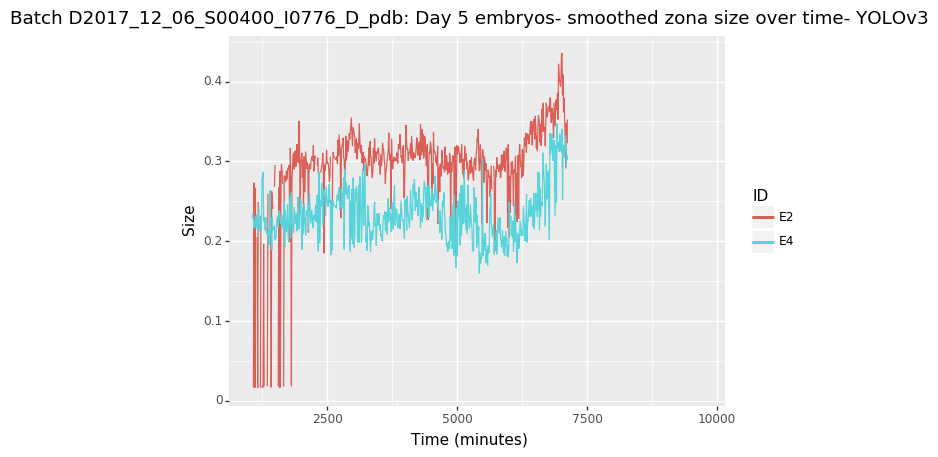 Batch D2017_12_06_S00400_I0776_D_pdb: Day 5 embryos- smoothed zona size over time- YOLOv3
0.4
0.3
0.2
0.1
0
Size
2500 5000 7500 10000
Time (minutes)
ID
E2
E4